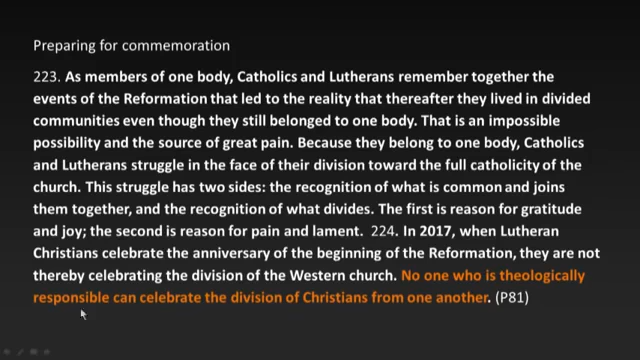 Preparing for commemoration
223. As members of one body, Catholics and Lutherans remember together the
events of the Reformation that led to the reality that thereafter they lived in divided
communities even though they still belonged to one body. That is an impossible
possibility and the source of great pain. Because they belong to one body, Catholics
and Lutherans struggle in the face of their division toward the full catholicity of the
church. This struggle has two sides: the recognition of what is common and joins
them together, and the recognition of what divides. The first is reason for gratitude
and joy; the second is reason for pain and lament. 224. In 2017, when Lutheran
Christians celebrate the anniversary of the beginning of the Reformation, they are not
thereby celebrating the division of the Western church. No one who is theologically
responsible can celebrate the division of Christians from one another. (P81)